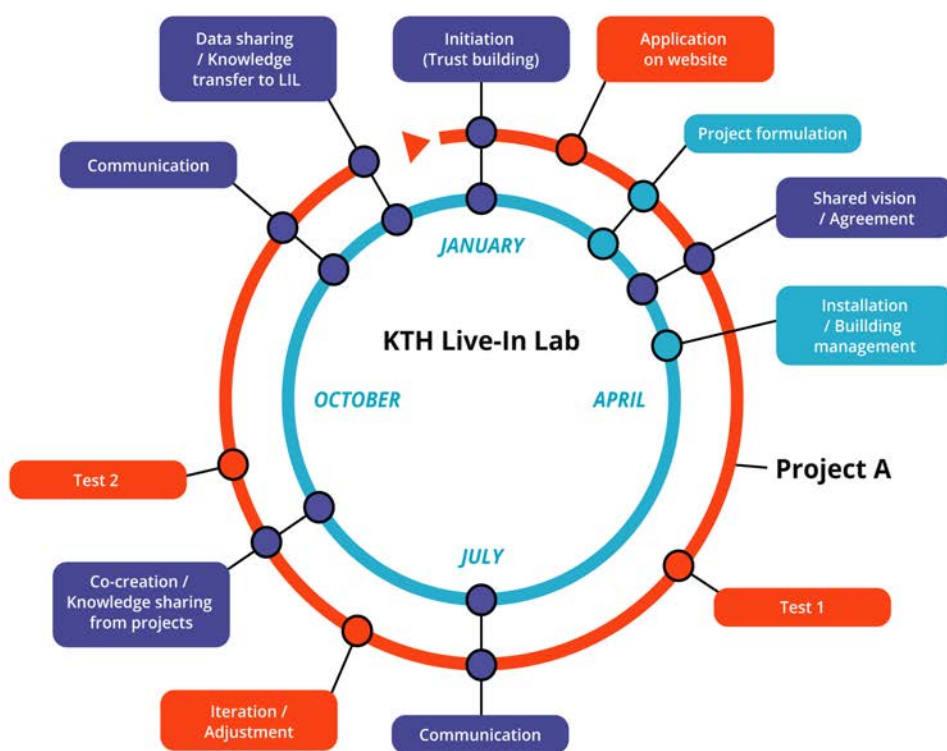 Data sharing
/ Knowledge
transfer to LIL
Initiation
(Trust building)
Application
on website
Project formulation
Communication
Shared vision
/ Agreement
JANUARY
Installation
/ Buillding
management
KTH Live-In Lab
OCTOBER
APRIL
Project A
Test 2
JULY
Co-creation /
Knowledge sharing
from projects
Test 1
Iteration /
Adjustment
Communication